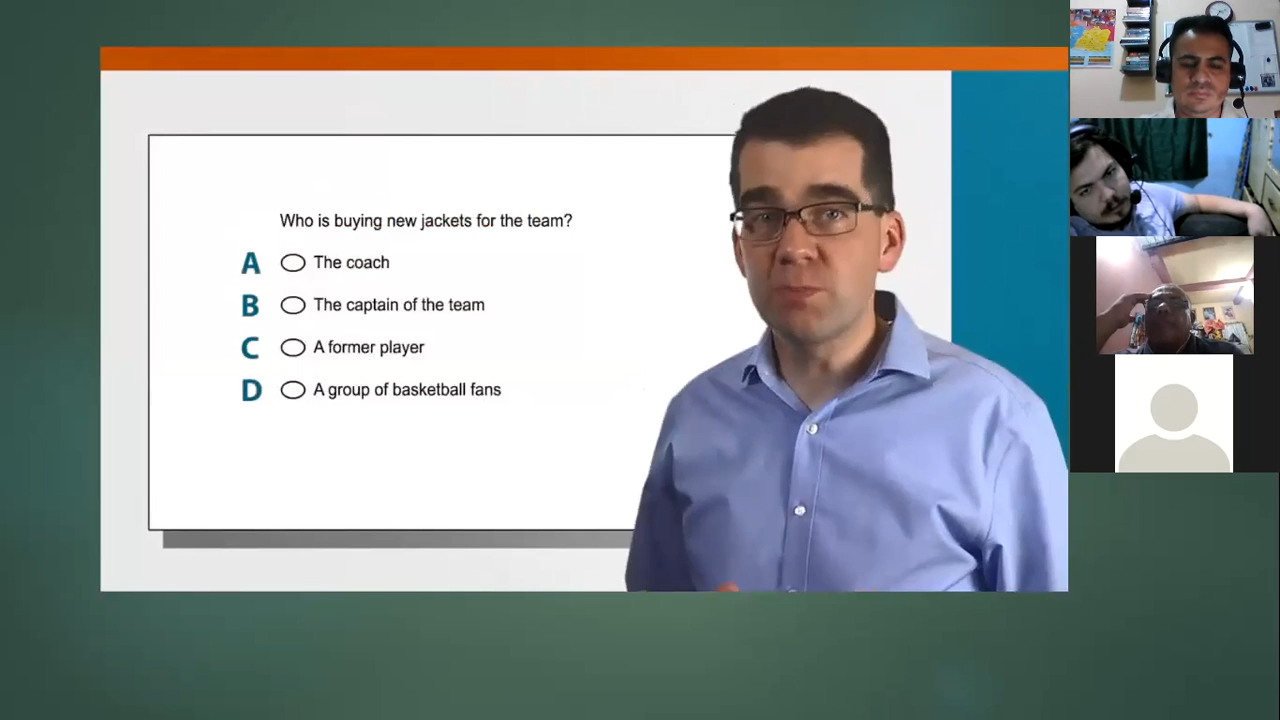 Who is buying new jackets for the team?
A The coach
B The captain of the team
C A former player
D A group of basketball fans